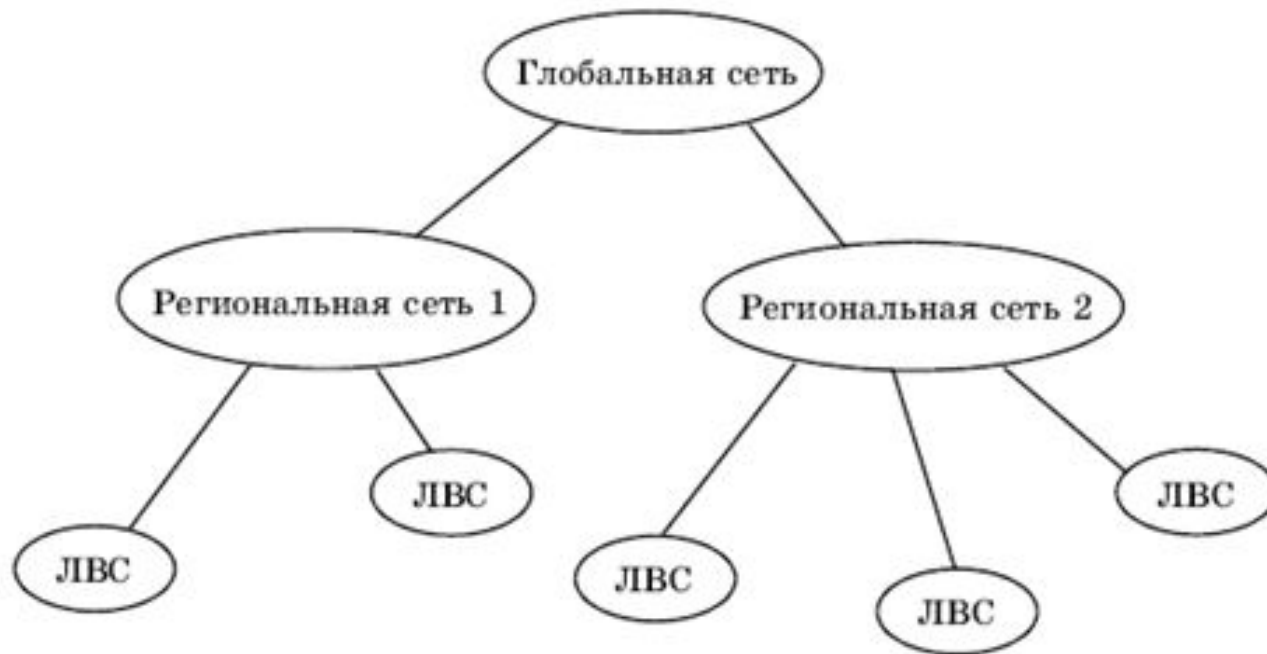 Глобальная сеть
Региональная сеть 1
Региональная сеть 2
ЛВС
ЛВС
ЛВС
ЛВС
ЛВС